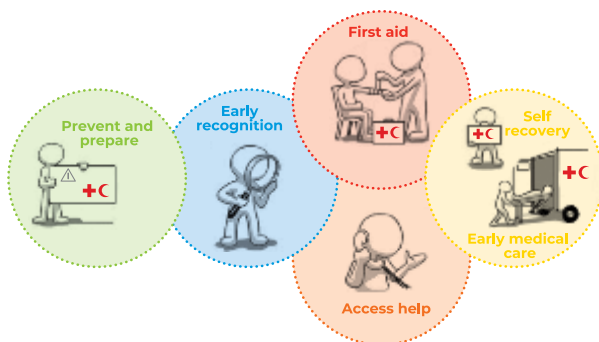 Prevent and
prepare
Early
recognition
First aid
Access help
Self
recovery
Early medical
care